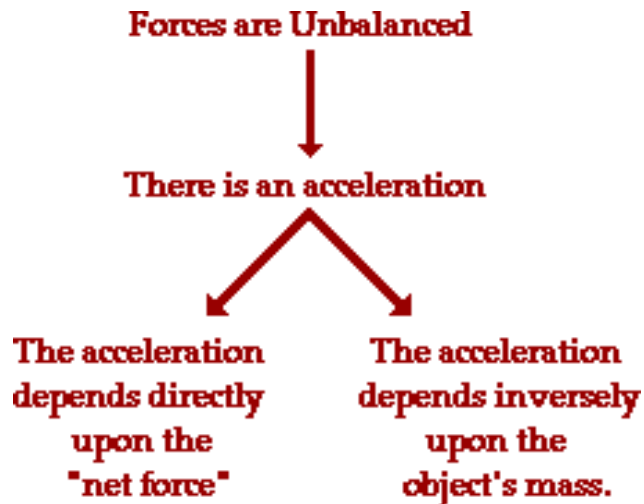 Forces are Unbalanced
There is an acceleration
The acceleration
depends directly
upon the
"net force"
The acceleration
depends inversely
upon the
object's mass.